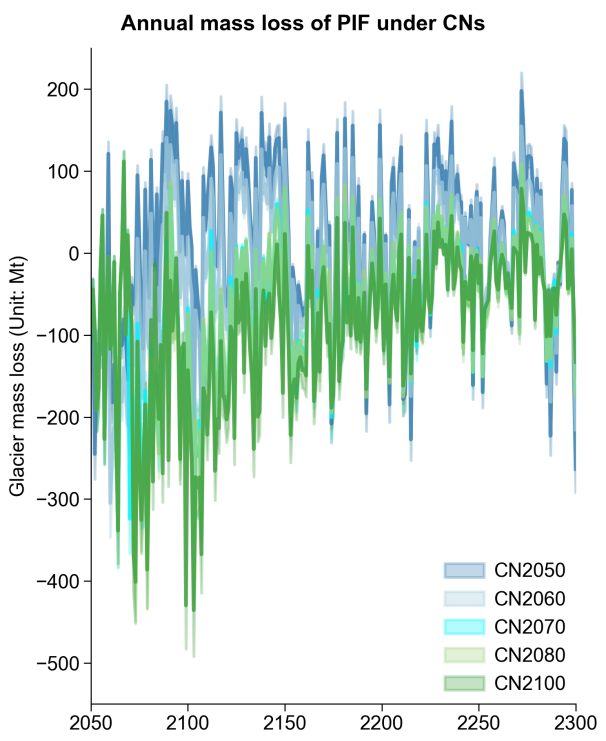 Annual mass loss of PIF under CNs
Glacier mass loss (Unit: Mt)
200
100
0
−100
−200
−300
−400
−500
2050
2100
2150
2200
2250
2300
CN2050
CN2060
CN2070
CN2080
CN2100